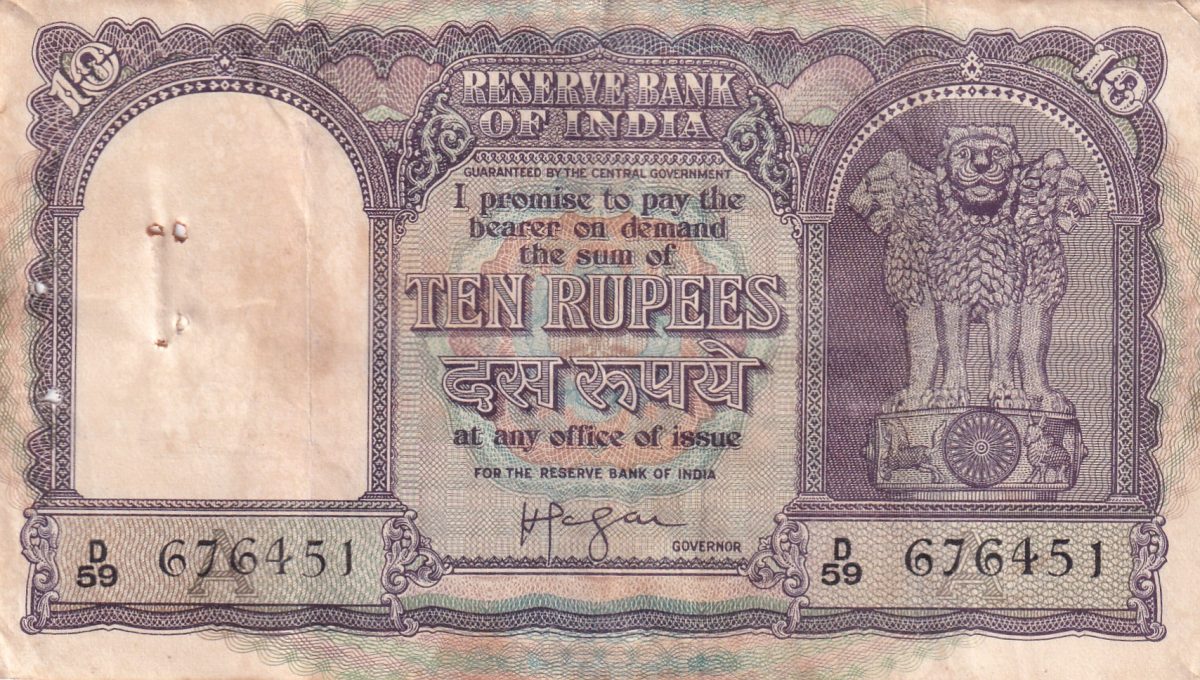 10
10
RESERVE BANK
OF INDIA
GUARANTEED BY THE CENTRAL GOVERNMENT
I promise to pay the
bearer on demand
the sum of
TEN RUPEES
दस रूपये
at any office of issue
FOR THE RESERVE BANK OF INDIA
GOVERNOR
D
59 676451
A
D
59 676451
A